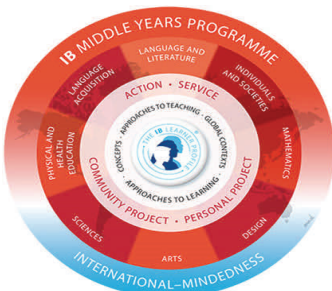 IB MIDDLE YEARS PROGRAMME
LANGUAGE AND
LITERATURE
LANGUAGE
ACQUISITION
INDIVIDUALS
AND SOCIETIES
PHYSICAL AND
HEALTH
EDUCATION
MATHEMATICS
SCIENCES
DESIGN
ARTS
ACTION · SERVICE
COMMUNITY PROJECT · PERSONAL PROJECT
CONCEPTS · APPROACHES TO TEACHING · GLOBAL CONTEXTS ·
APPROACHES TO LEARNING ·
THE IB LEARNER PROFILE
INTERNATIONAL–MINDEDNESS